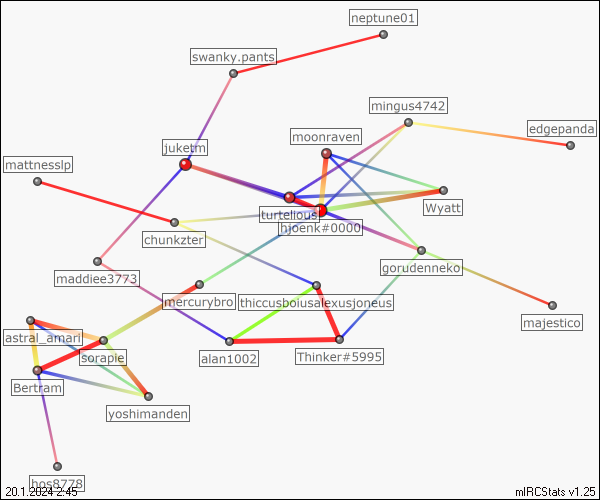 neptune01
swanky.pants
mingus4742
edgepanda
moonraven
juketm
mattnesslp
Wyatt
turtelious
hjoenk#0000
chunkzter
gorudenneko
maddiee3773
mercurybro
thiccusboiusalexusjoneus
majestico
astral_amari
sorapie
alan1002
Thinker#5995
Bertram
yoshimanden
hos8778
20.1.2024 2:45
mIRCStats v1.25